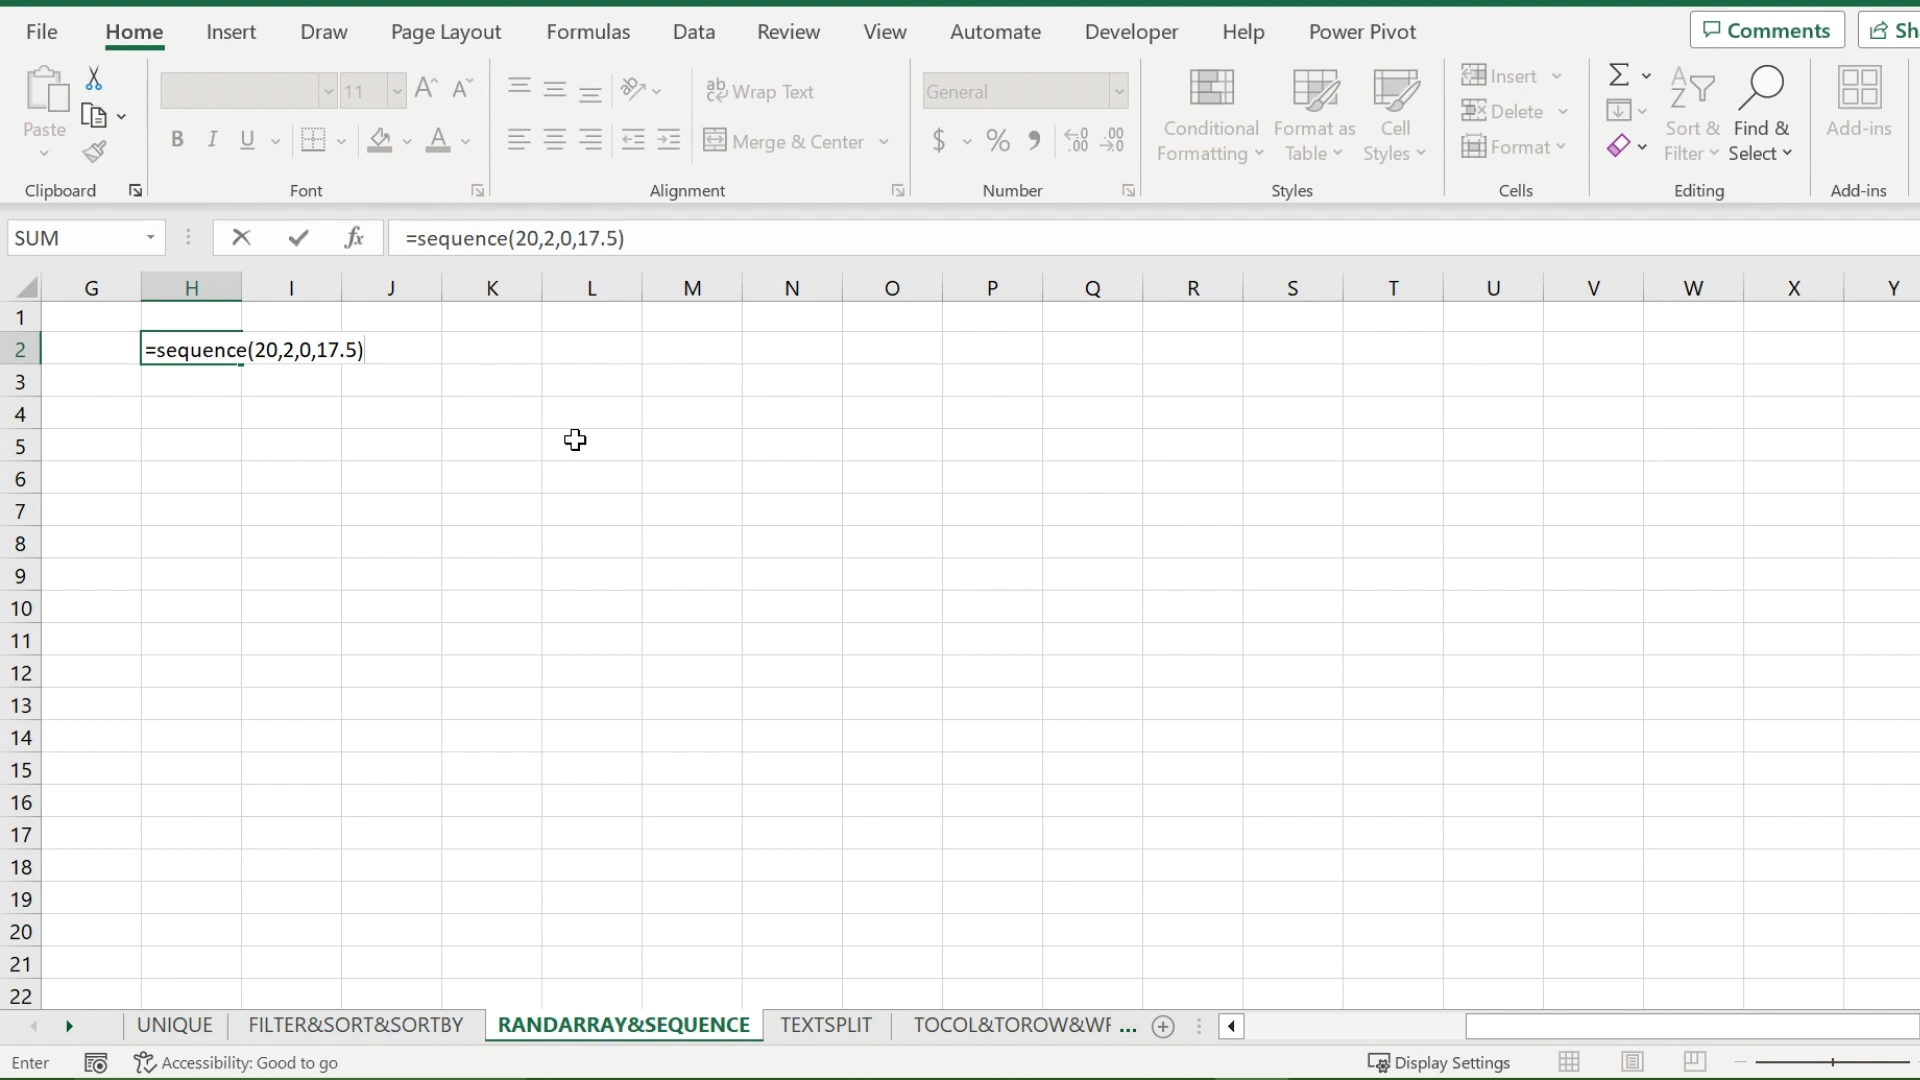 File Home Insert Draw Page Layout Formulas Data Review View Automate Developer Help Power Pivot Comments Sh
Paste
11
B I U
ab Wrap Text
Merge & Center
General
$ %
Conditional Formatting
Format as Table
Cell Styles
Insert
Delete
Format
Sort & Filter
Find & Select
Add-ins
Clipboard Font Alignment Number Styles Cells Editing Add-ins
SUM fx =sequence(20,2,0,17.5)
G H I J K L M N O P Q R S T U V W X Y
1
2 =sequence(20,2,0,17.5)
3
4
5
6
7
8
9
10
11
12
13
14
15
16
17
18
19
20
21
22
UNIQUE FILTER&SORT&SORTBY RANDARRAY&SEQUENCE TEXTSPLIT TOCOL&TOROW&WF ...
Enter Accessibility: Good to go Display Settings